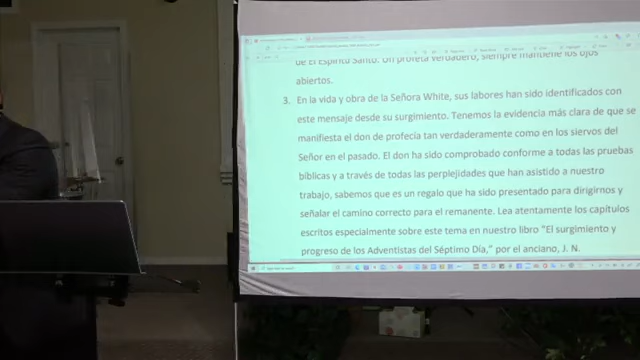 de el Espíritu Santo. Un profeta verdadero, siempre mantiene los ojos
abiertos.
3. En la vida y obra de la Señora White, sus labores han sido identificados con
este mensaje desde su surgimiento. Tenemos la evidencia más clara de que se
manifiesta el don de profecía tan verdaderamente como en los siervos del
Señor en el pasado. El don ha sido comprobado conforme a todas las pruebas
bíblicas y a través de todas las perplejidades que han asistido a nuestro
trabajo, sabemos que es un regalo que ha sido presentado para dirigirnos y
señalar el camino correcto para el remanente. Lea atentamente los capítulos
escritos especialmente sobre este tema en nuestro libro "El surgimiento y
progreso de los Adventistas del Séptimo Día," por el anciano, J. N.